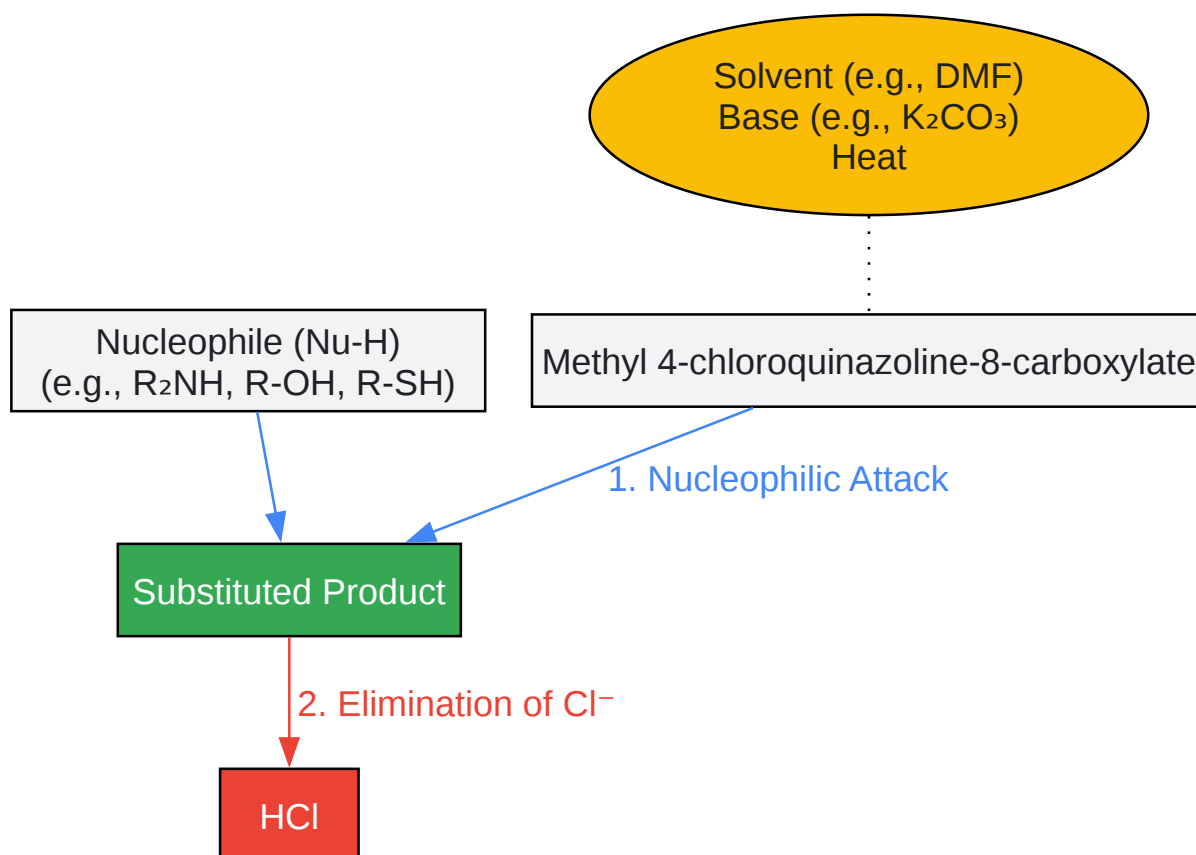 Solvent (e.g., DMF)
Base (e.g., K₂CO₃)
Heat
Nucleophile (Nu-H)
(e.g., R₂NH, R-OH, R-SH)
Methyl 4-chloroquinazoline-8-carboxylate
1. Nucleophilic Attack
Substituted Product
2. Elimination of Cl⁻
HCl